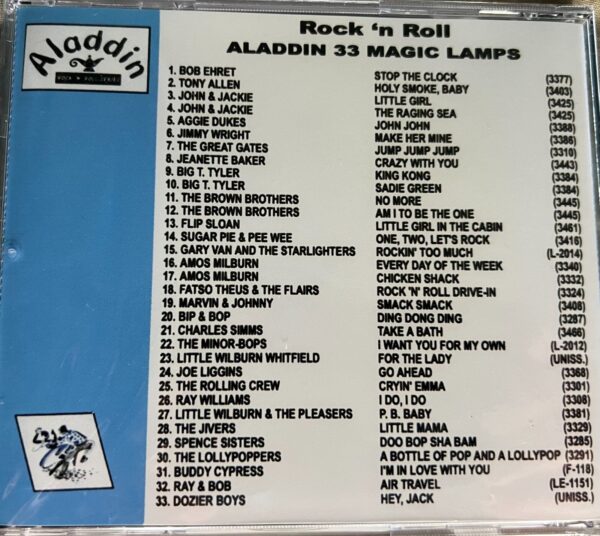 Aladdin
ROCK 'N' ROLL SERIES
Rock 'n Roll
ALADDIN 33 MAGIC LAMPS
1. BOB EHRET STOP THE CLOCK (3377)
2. TONY ALLEN HOLY SMOKE, BABY (3403)
3. JOHN & JACKIE LITTLE GIRL (3425)
4. JOHN & JACKIE THE RAGING SEA (3425)
5. AGGIE DUKES JOHN JOHN (3388)
6. JIMMY WRIGHT MAKE HER MINE (3386)
7. THE GREAT GATES JUMP JUMP JUMP (3310)
8. JEANETTE BAKER CRAZY WITH YOU (3443)
9. BIG T. TYLER KING KONG (3384)
10. BIG T. TYLER SADIE GREEN (3384)
11. THE BROWN BROTHERS NO MORE (3445)
12. THE BROWN BROTHERS AM I TO BE THE ONE (3445)
13. FLIP SLOAN LITTLE GIRL IN THE CABIN (3461)
14. SUGAR PIE & PEE WEE ONE, TWO, LET'S ROCK (3416)
15. GARY VAN AND THE STARLIGHTERS ROCKIN' TOO MUCH (L-2014)
16. AMOS MILBURN EVERY DAY OF THE WEEK (3340)
17. AMOS MILBURN CHICKEN SHACK (3332)
18. FATSO THEUS & THE FLAIRS ROCK 'N' ROLL DRIVE-IN (3324)
19. MARVIN & JOHNNY SMACK SMACK (3408)
20. BIP & BOP DING DONG DING (3287)
21. CHARLES SIMMS TAKE A BATH (3466)
22. THE MINOR-BOPS I WANT YOU FOR MY OWN (L-2012)
23. LITTLE WILBURN WHITFIELD FOR THE LADY (UNISS.)
24. JOE LIGGINS GO AHEAD (3368)
25. THE ROLLING CREW CRYIN' EMMA (3301)
26. RAY WILLIAMS I DO, I DO (3308)
27. LITTLE WILBURN & THE PLEASERS P. B. BABY (3381)
28. THE JIVERS LITTLE MAMA (3329)
29. SPENCE SISTERS DOO BOP SHA BAM (3285)
30. THE LOLLYPOPPERS A BOTTLE OF POP AND A LOLLYPOP (3291)
31. BUDDY CYPRESS I'M IN LOVE WITH YOU (F-118)
32. RAY & BOB AIR TRAVEL (LE-1151)
33. DOZIER BOYS HEY, JACK (UNISS.)